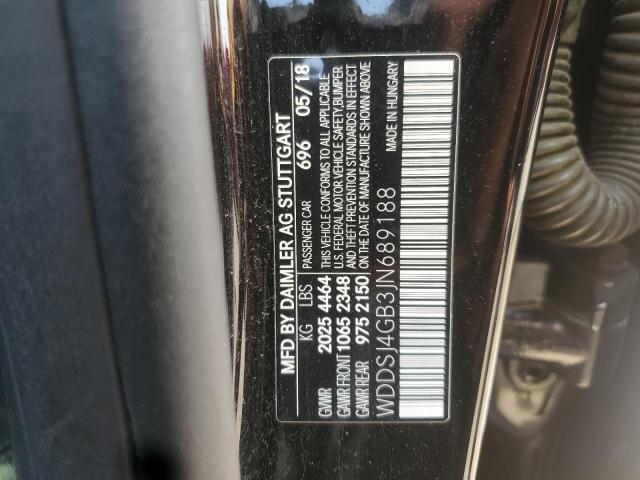 MFD BY DAIMLER AG STUTTGART
KG LBS PASSENGER CAR 696 05/18
GVWR 2025 4464 THIS VEHICLE CONFORMS TO ALL APPLICABLE
GAWR FRONT 1065 2348 U.S. FEDERAL MOTOR VEHICLE SAFETY,BUMPER
GAWR REAR 975 2150 AND THEFT PREVENTION STANDARDS IN EFFECT
ON THE DATE OF MANUFACTURE SHOWN ABOVE
MADE IN HUNGARY
WDDSJ4GB3JN689188